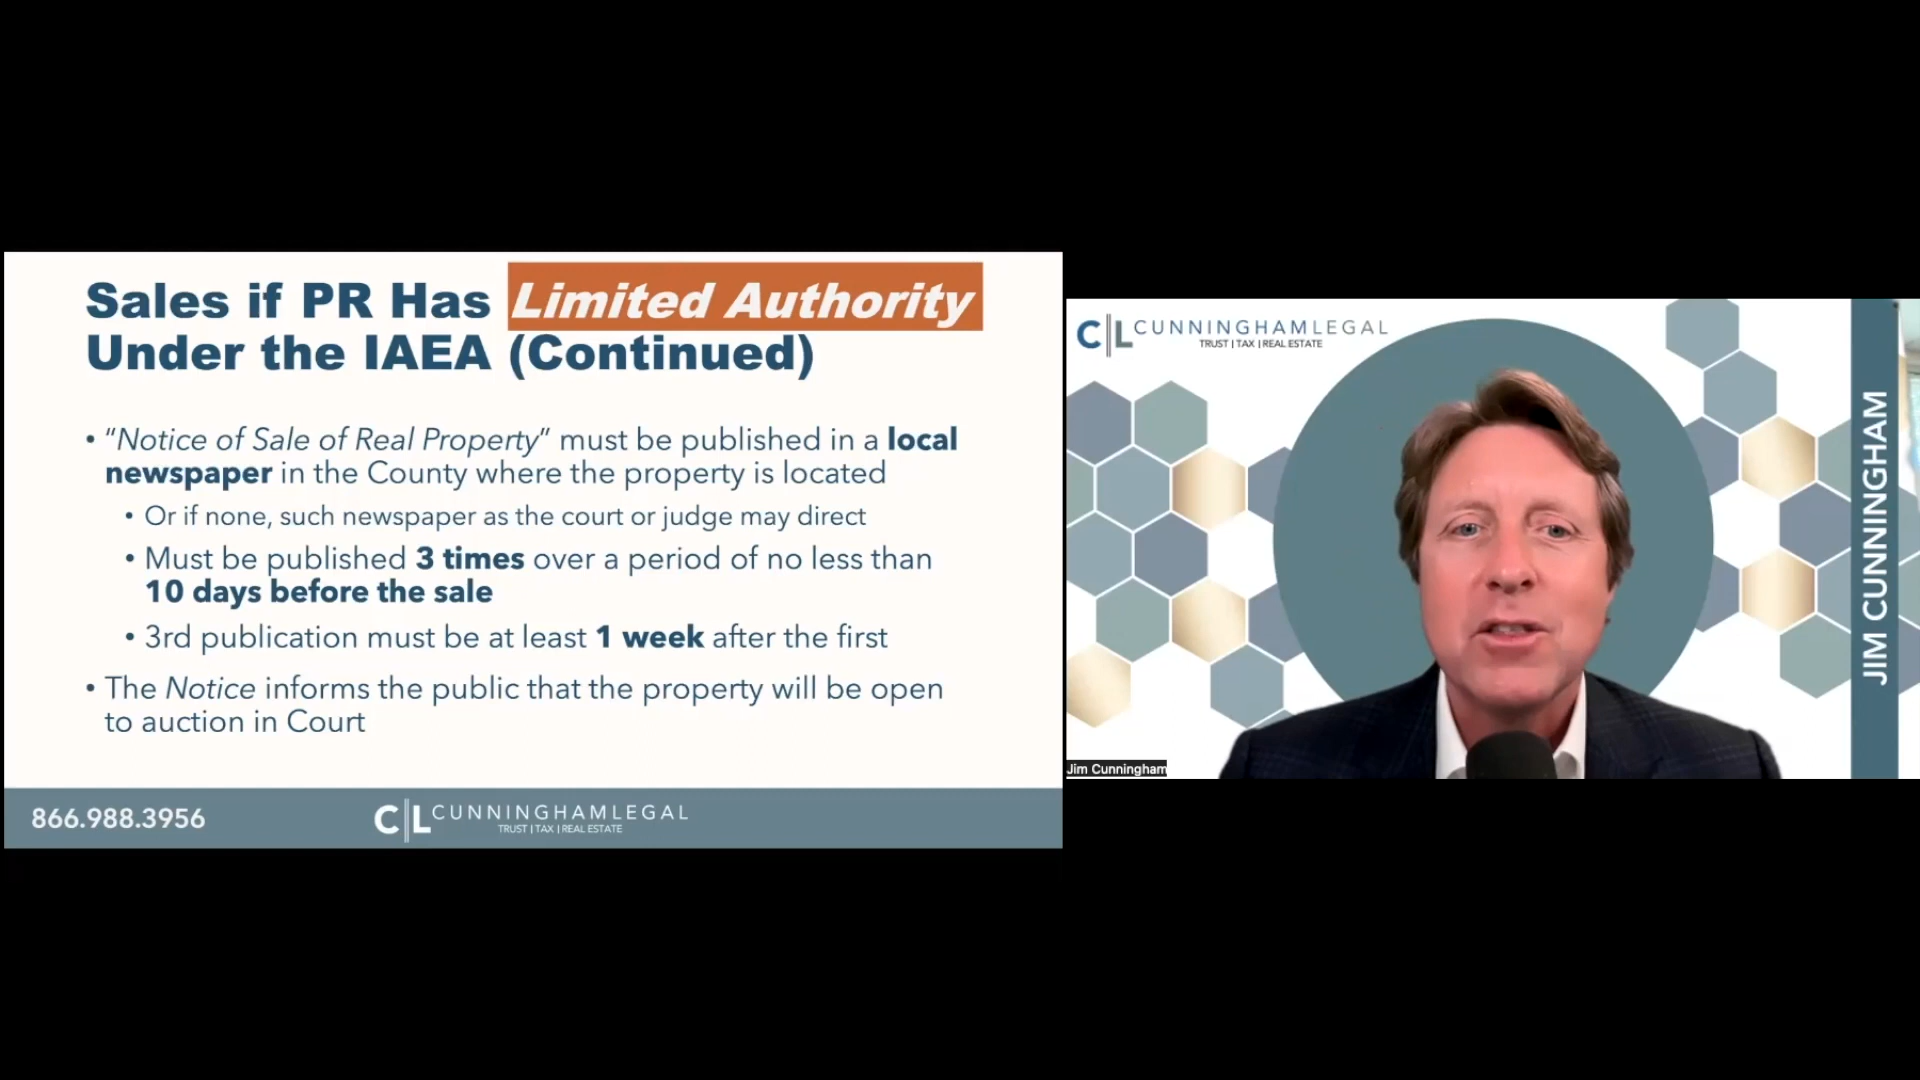 Sales if PR Has Limited Authority
Under the IAEA (Continued)
• “Notice of Sale of Real Property” must be published in a local
newspaper in the County where the property is located
• Or if none, such newspaper as the court or judge may direct
• Must be published 3 times over a period of no less than
10 days before the sale
• 3rd publication must be at least 1 week after the first
• The Notice informs the public that the property will be open
to auction in Court
866.988.3956
CL CUNNINGHAMLEGAL
TRUST | TAX | REAL ESTATE
CL CUNNINGHAMLEGAL
TRUST | TAX | REAL ESTATE
JIM CUNNINGHAM
Jim Cunningham